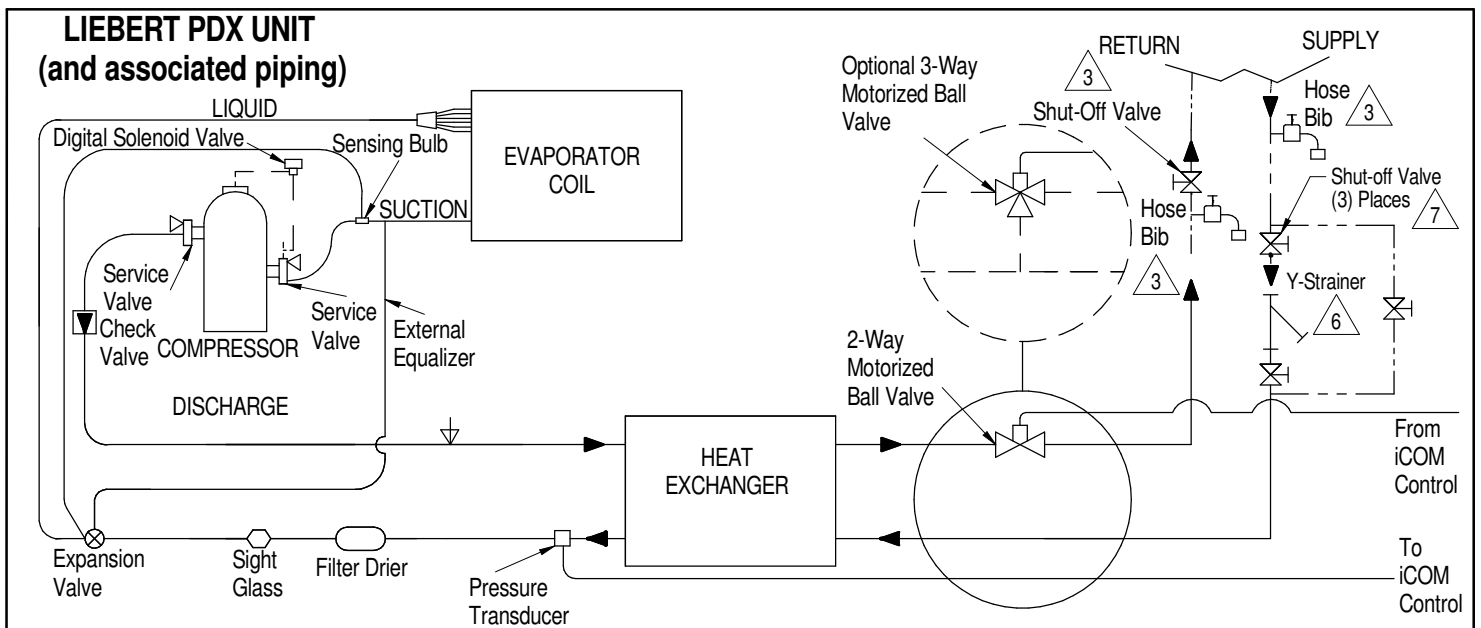 LIEBERT PDX UNIT
(and associated piping)
LIQUID
Digital Solenoid Valve
Sensing Bulb
EVAPORATOR
COIL
SUCTION
Service
Valve
Check
Valve
COMPRESSOR
Service
Valve
External
Equalizer
DISCHARGE
Optional 3-Way
Motorized Ball
Valve
RETURN
SUPPLY
3
Shut-Off Valve
Hose
Bib
3
Shut-off Valve
(3) Places
7
Hose
Bib
3
Y-Strainer
6
2-Way
Motorized
Ball Valve
HEAT
EXCHANGER
From
iCOM
Control
Expansion
Valve
Sight
Glass
Filter Drier
Pressure
Transducer
To
iCOM
Control